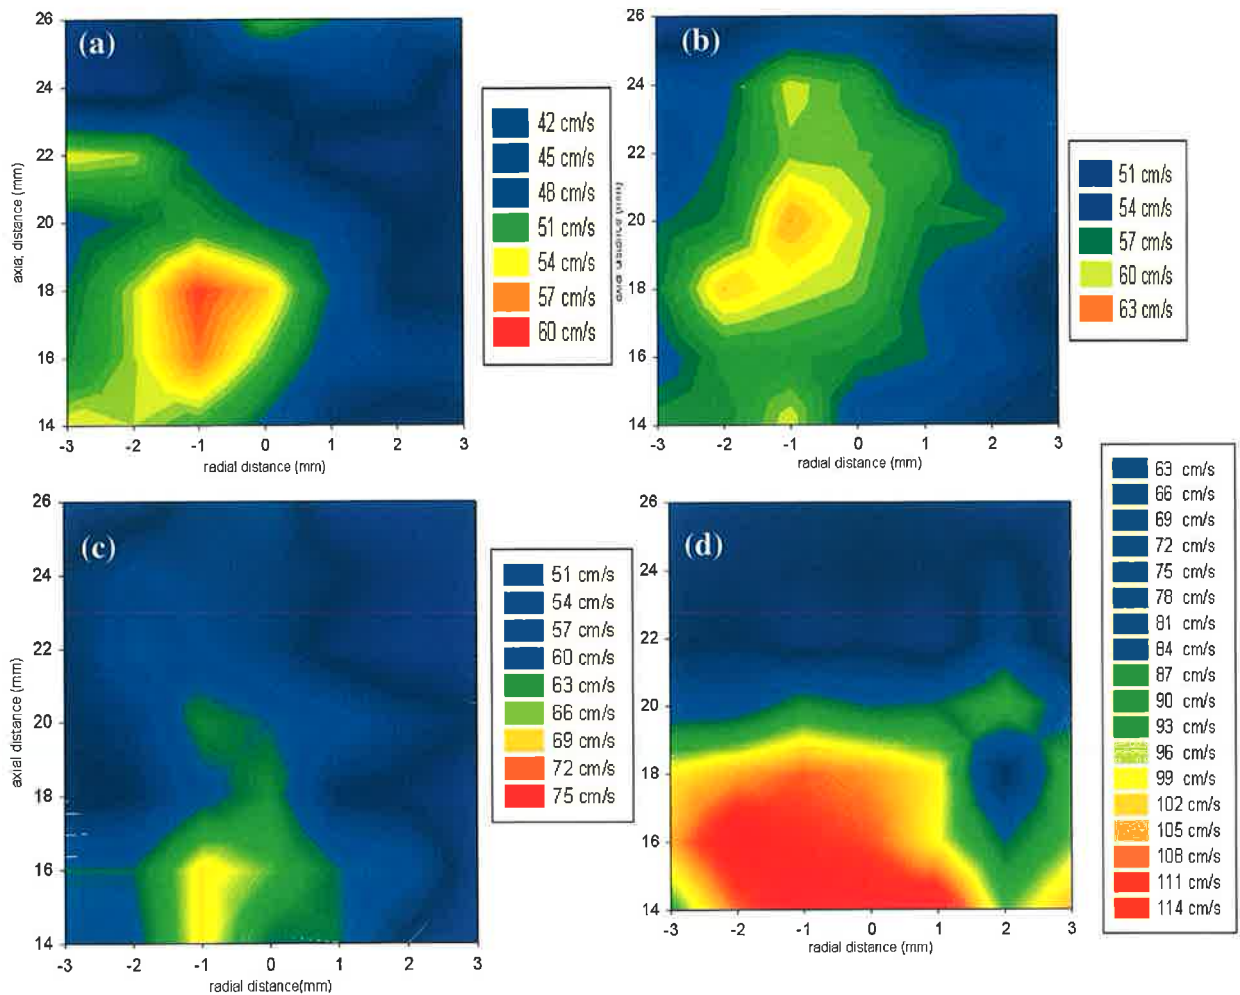 (a)
26
24
22
20
18
16
14
-3 -2 -1 0 1 2 3
axia; distance (mm)
radial distance (mm)
42 cm/s
45 cm/s
48 cm/s
51 cm/s
54 cm/s
57 cm/s
60 cm/s
(b)
26
24
22
20
18
16
14
-3 -2 -1 0 1 2 3
radial distance (mm)
51 cm/s
54 cm/s
57 cm/s
60 cm/s
63 cm/s
(c)
26
24
22
20
18
16
14
-3 -2 -1 0 1 2 3
axial distance (mm)
radial distance(mm)
51 cm/s
54 cm/s
57 cm/s
60 cm/s
63 cm/s
66 cm/s
69 cm/s
72 cm/s
75 cm/s
(d)
26
24
22
20
18
16
14
-3 -2 -1 0 1 2 3
radial distance (mm)
63 cm/s
66 cm/s
69 cm/s
72 cm/s
75 cm/s
78 cm/s
81 cm/s
84 cm/s
87 cm/s
90 cm/s
93 cm/s
96 cm/s
99 cm/s
102 cm/s
105 cm/s
108 cm/s
111 cm/s
114 cm/s